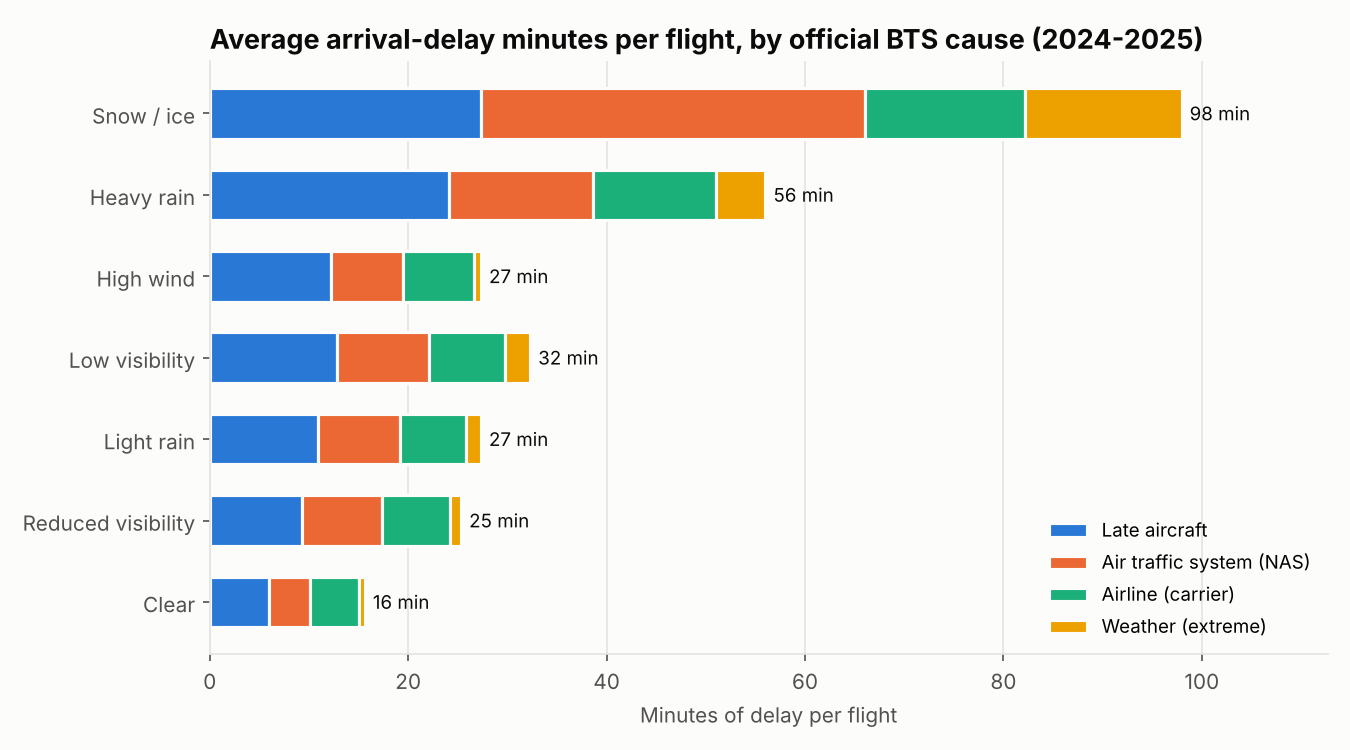 Average arrival-delay minutes per flight, by official BTS cause (2024-2025)
Snow / ice
98 min
Heavy rain
56 min
High wind
27 min
Low visibility
32 min
Light rain
27 min
Reduced visibility
25 min
Clear
16 min
Late aircraft
Air traffic system (NAS)
Airline (carrier)
Weather (extreme)
0 20 40 60 80 100
Minutes of delay per flight